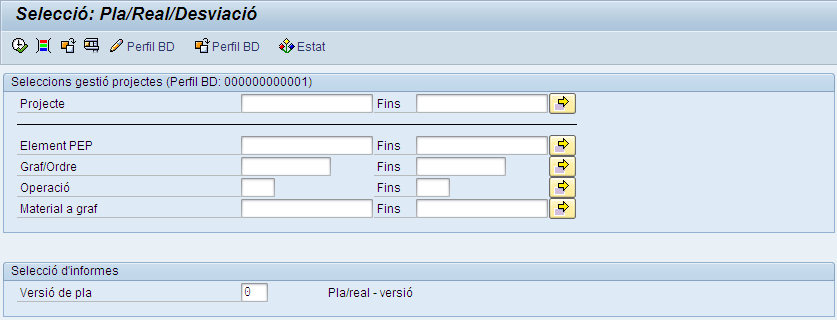 Selecció: Pla/Real/Desviació
Perfil BD Perfil BD Estat
Seleccions gestió projectes (Perfil BD: 000000000001)
Projecte Fins
Element PEP Fins
Graf/Ordre Fins
Operació Fins
Material a graf Fins
Selecció d'informes
Versió de pla 0 Pla/real - versió